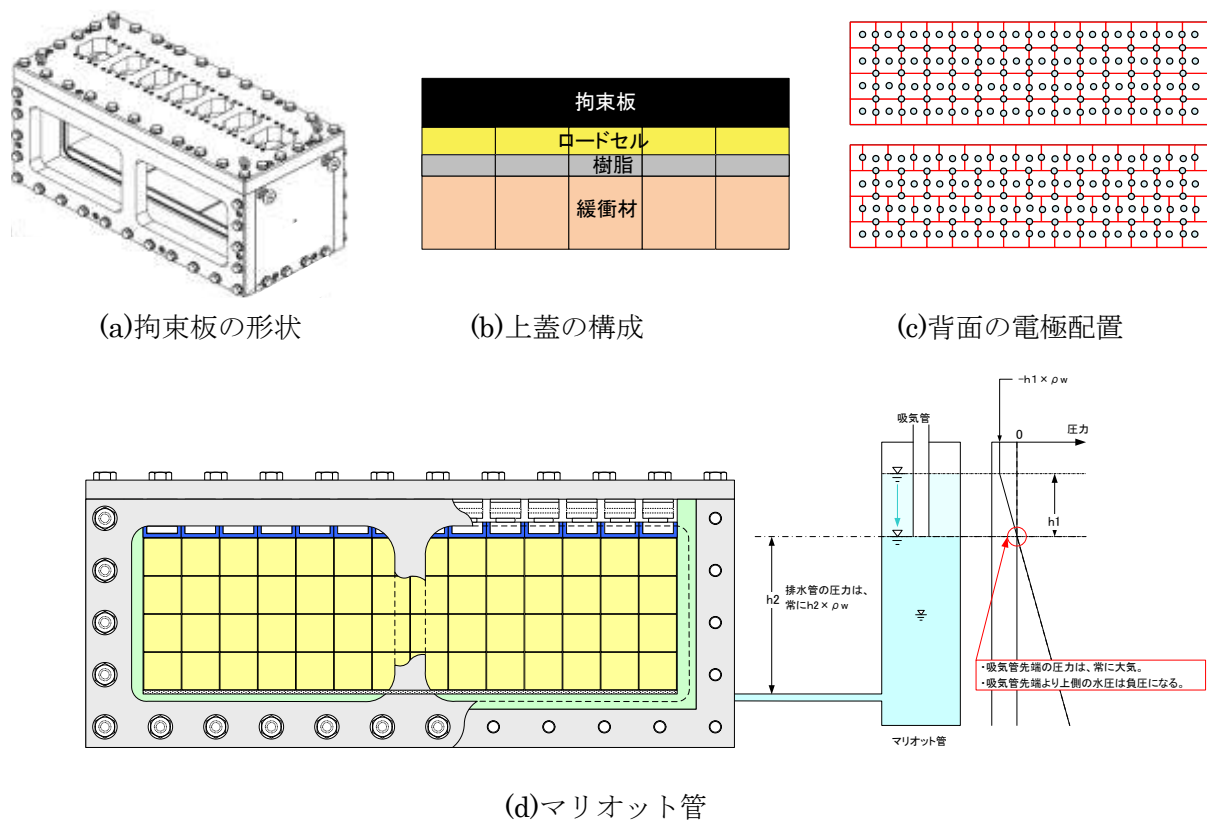 拘束板
ロードセル
樹脂
緩衝材
(a)拘束板の形状
(b)上蓋の構成
(c)背面の電極配置
-h1×ρw
吸気管
0
圧力
h1
h2
排水管の圧力は、
常にh2×ρw
・吸気管先端の圧力は、常に大気。
・吸気管先端より上側の水圧は負圧になる。
マリオット管
(d)マリオット管